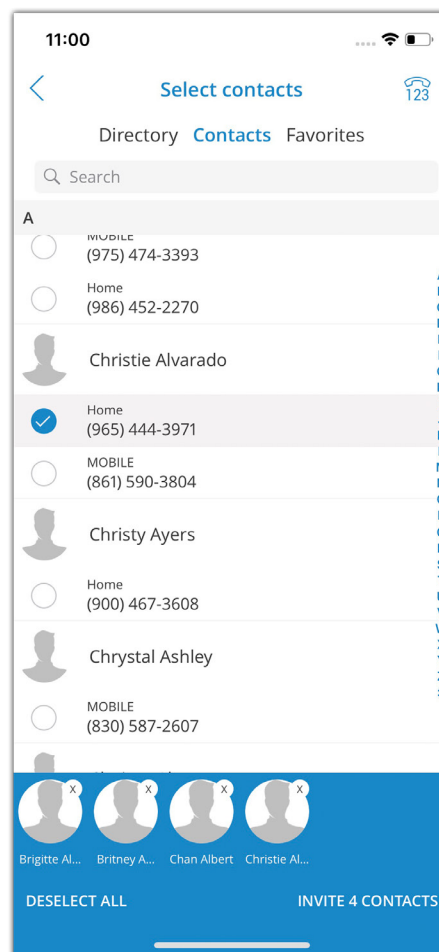 11:00
Select contacts
123
Directory Contacts Favorites
Search
A
MOBILE
(975) 474-3393
Home
(986) 452-2270
Christie Alvarado
Home
(965) 444-3971
MOBILE
(861) 590-3804
Christy Ayers
Home
(900) 467-3608
Chrystal Ashley
MOBILE
(830) 587-2607
X X X X
Brigitte Al... Britney A... Chan Albert Christie Al...
DESELECT ALL INVITE 4 CONTACTS